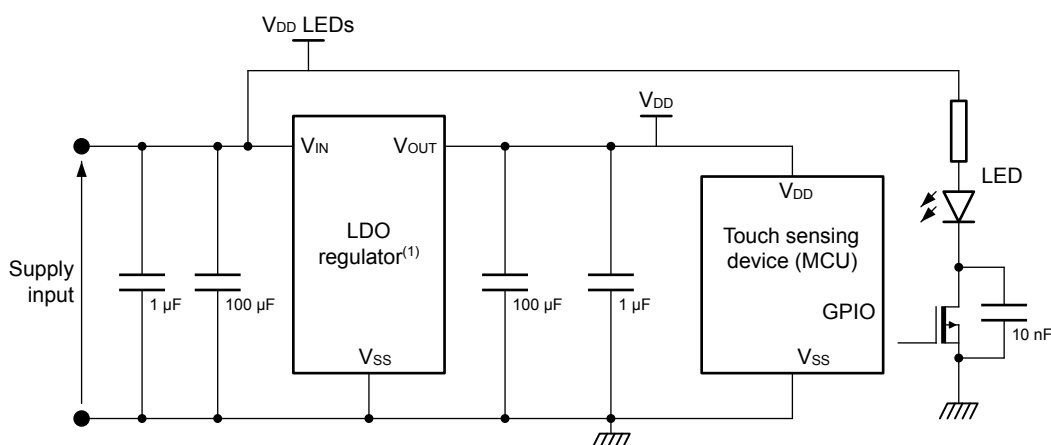 VDD LEDs
VDD
VIN
VOUT
LED
VDD
LDO
regulator(1)
Touch sensing
device (MCU)
Supply
input
1 µF
100 µF
100 µF
1 µF
GPIO
10 nF
VSS
VSS